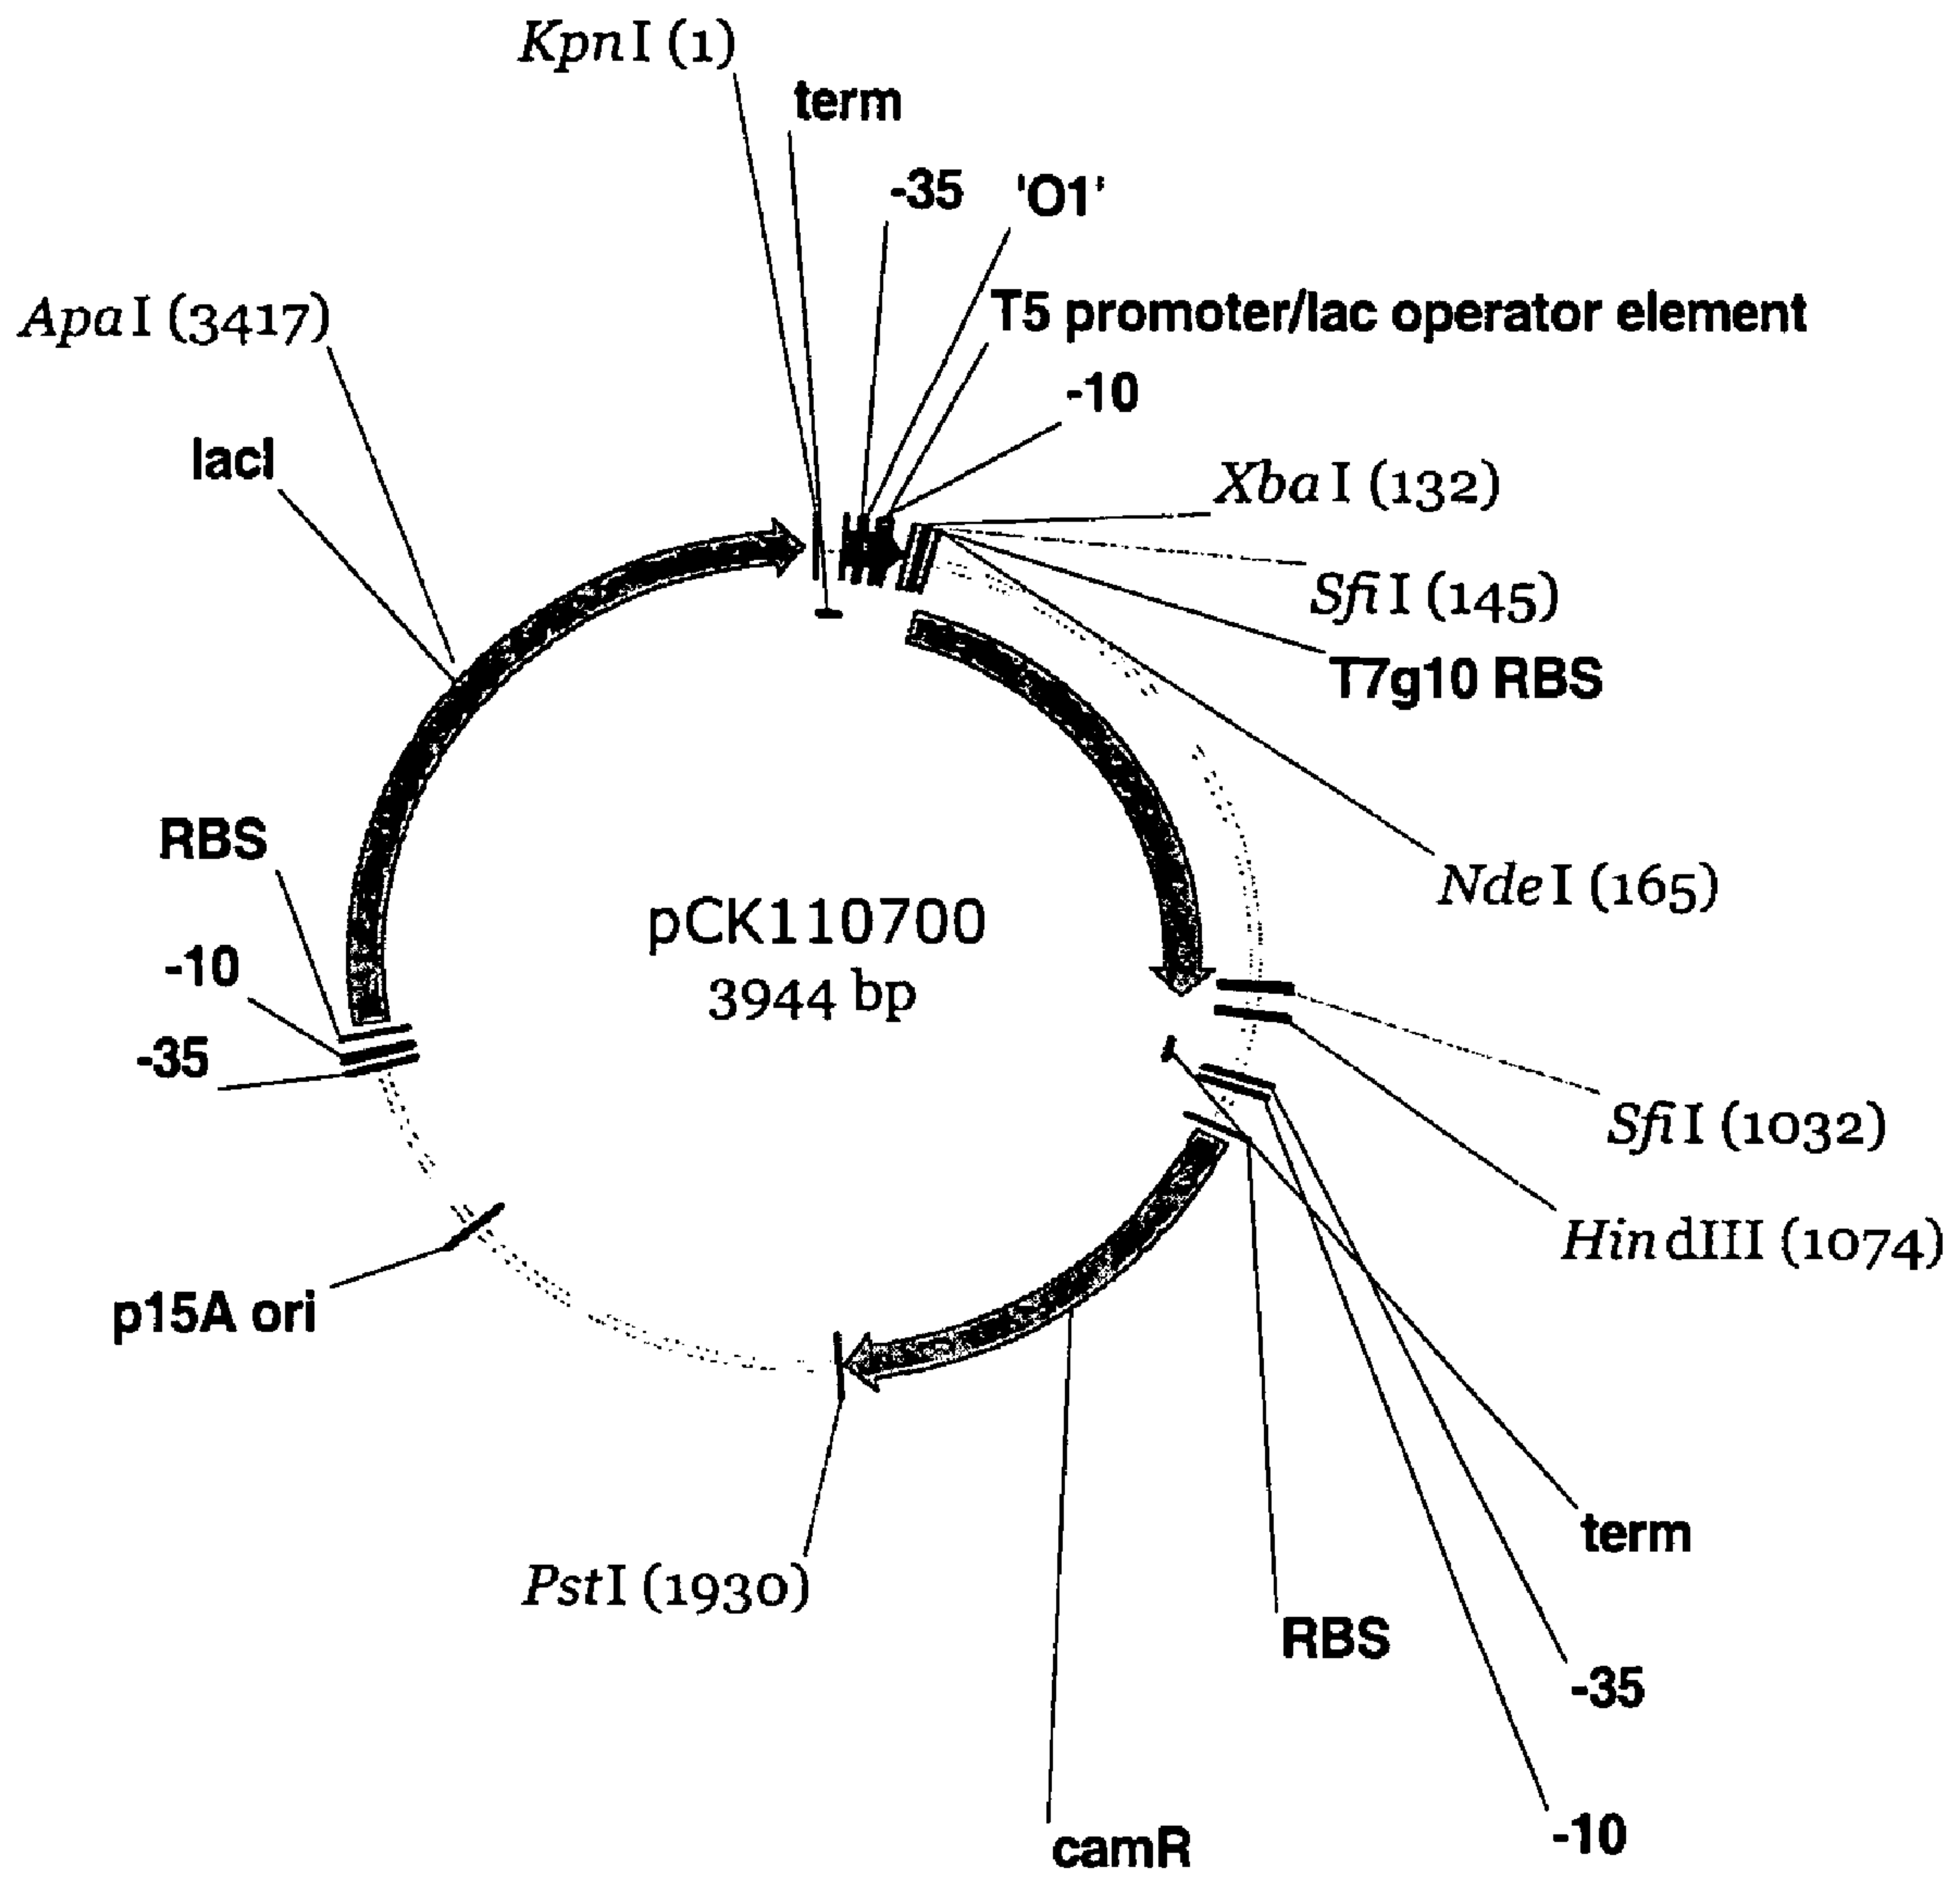 KpnI (1)
term
-35
'O1'
ApaI (3417)
T5 promoter/lac operator element
-10
lacI
XbaI (132)
SfiI (145)
T7g10 RBS
RBS
NdeI (165)
pCK110700
3944 bp
-10
-35
SfiI (1032)
HindIII (1074)
p15A ori
term
PstI (1930)
RBS
-35
-10
camR